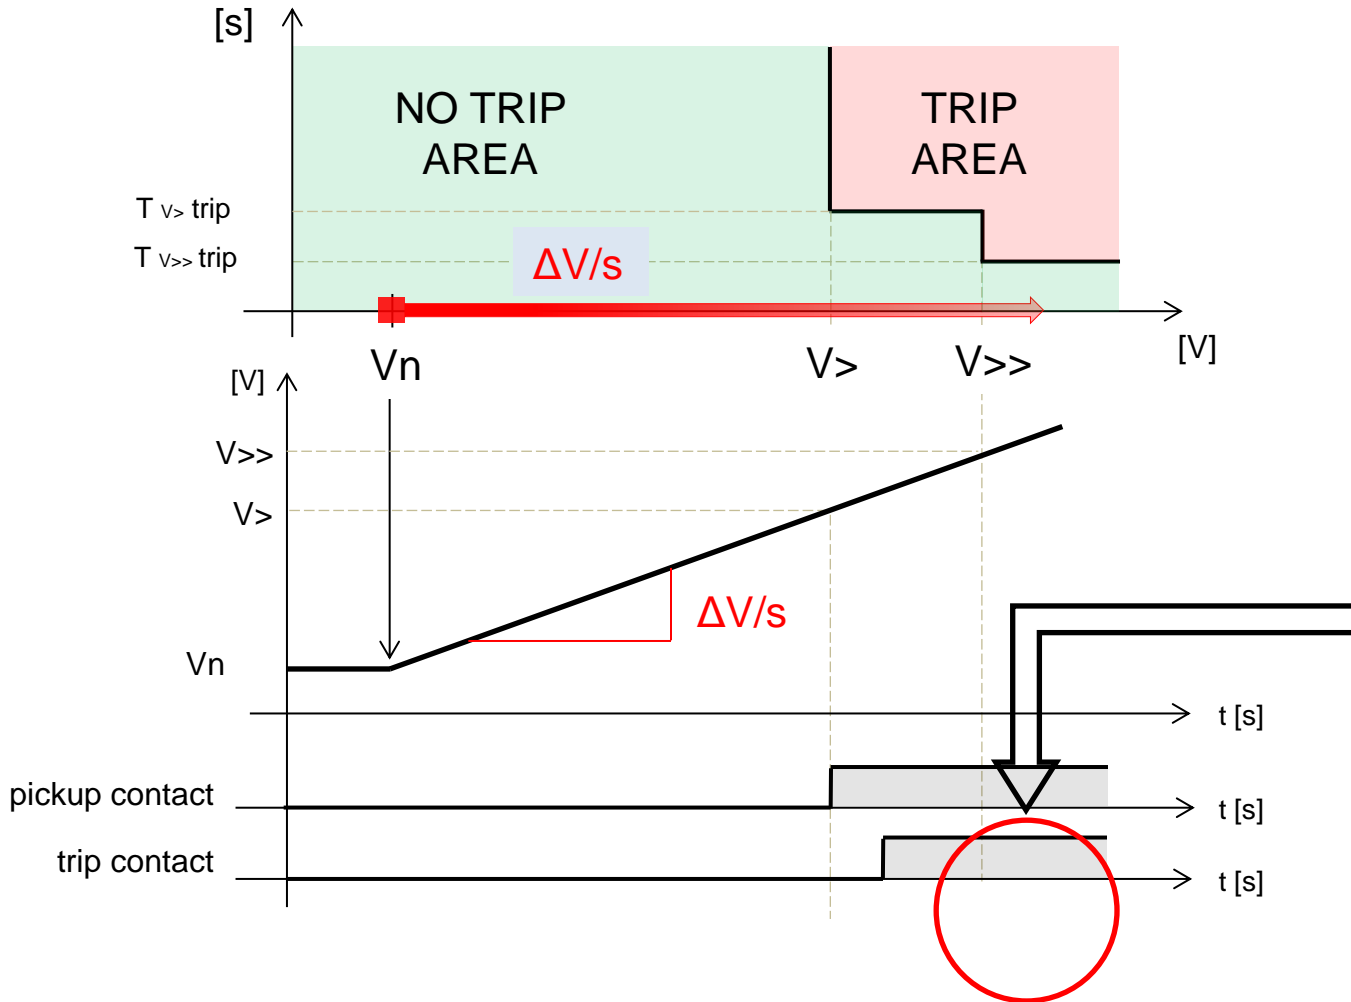 [s]
NO TRIP
AREA
TRIP
AREA
T V> trip
T V>> trip
ΔV/s
[V]
Vn
V>
V>>
[V]
V>>
V>
ΔV/s
Vn
t [s]
pickup contact
t [s]
trip contact
t [s]